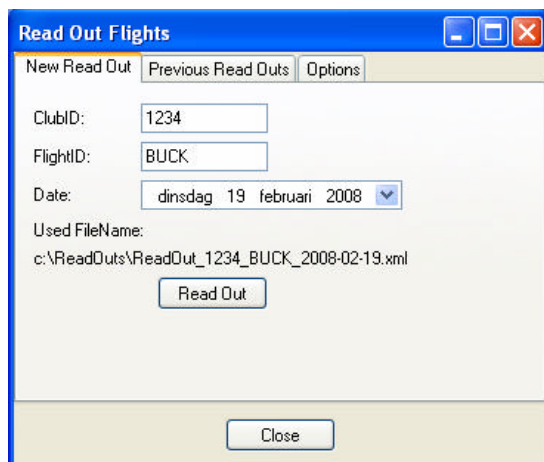 Read Out Flights
New Read Out Previous Read Outs Options
ClubID: 1234
FlightID: BUCK
Date: dinsdag 19 februari 2008
Used FileName:
c:\ReadOuts\ReadOut_1234_BUCK_2008-02-19.xml
Read Out
Close